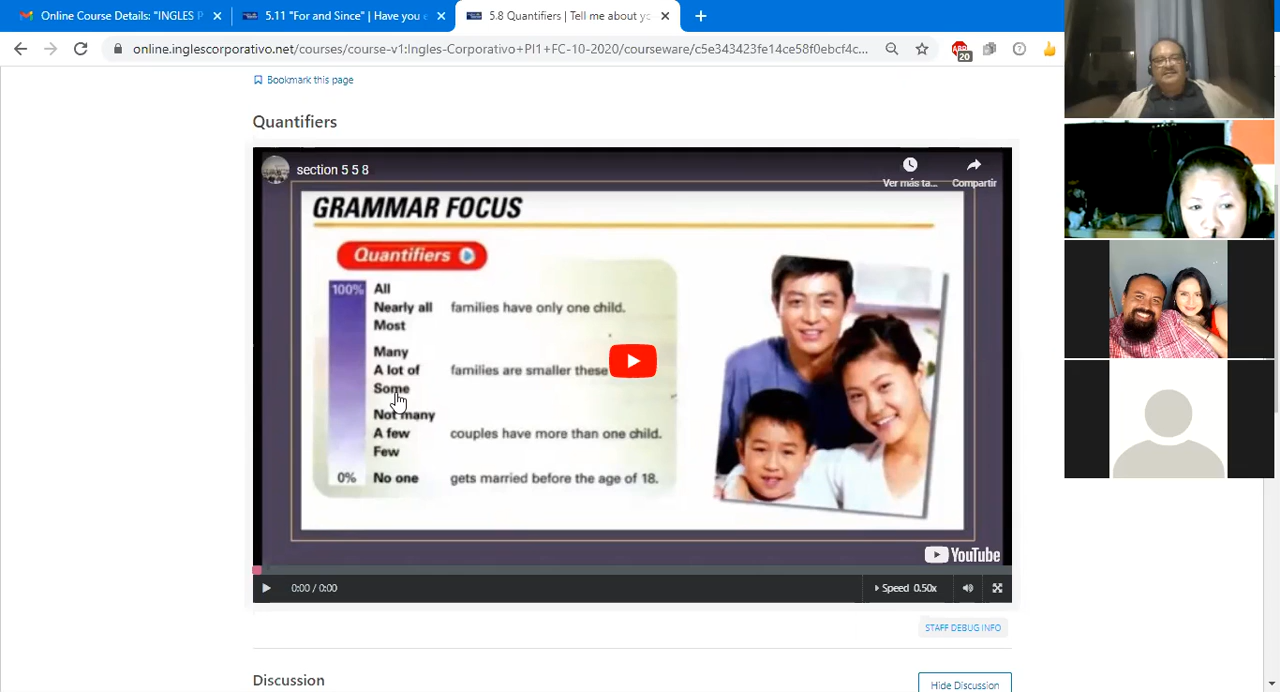 Online Course Details: "INGLES P
5.11 "For and Since" | Have you e
5.8 Quantifiers | Tell me about yo
online.inglescorporativo.net/courses/course-v1:Ingles-Corporativo+PI1+FC-10-2020/courseware/c5e343423fe14ce58f0ebcf4c...
ABP
20
Bookmark this page
Quantifiers
section 5 5 8
Ver más ta...
Compartir
GRAMMAR FOCUS
Quantifiers
100%
All
Nearly all families have only one child.
Most
Many
A lot of families are smaller these
Some
Not many
A few couples have more than one child.
Few
0% No one gets married before the age of 18.
YouTube
0:00 / 0:00
Speed 0.50x
STAFF DEBUG INFO
Discussion
Hide Discussion